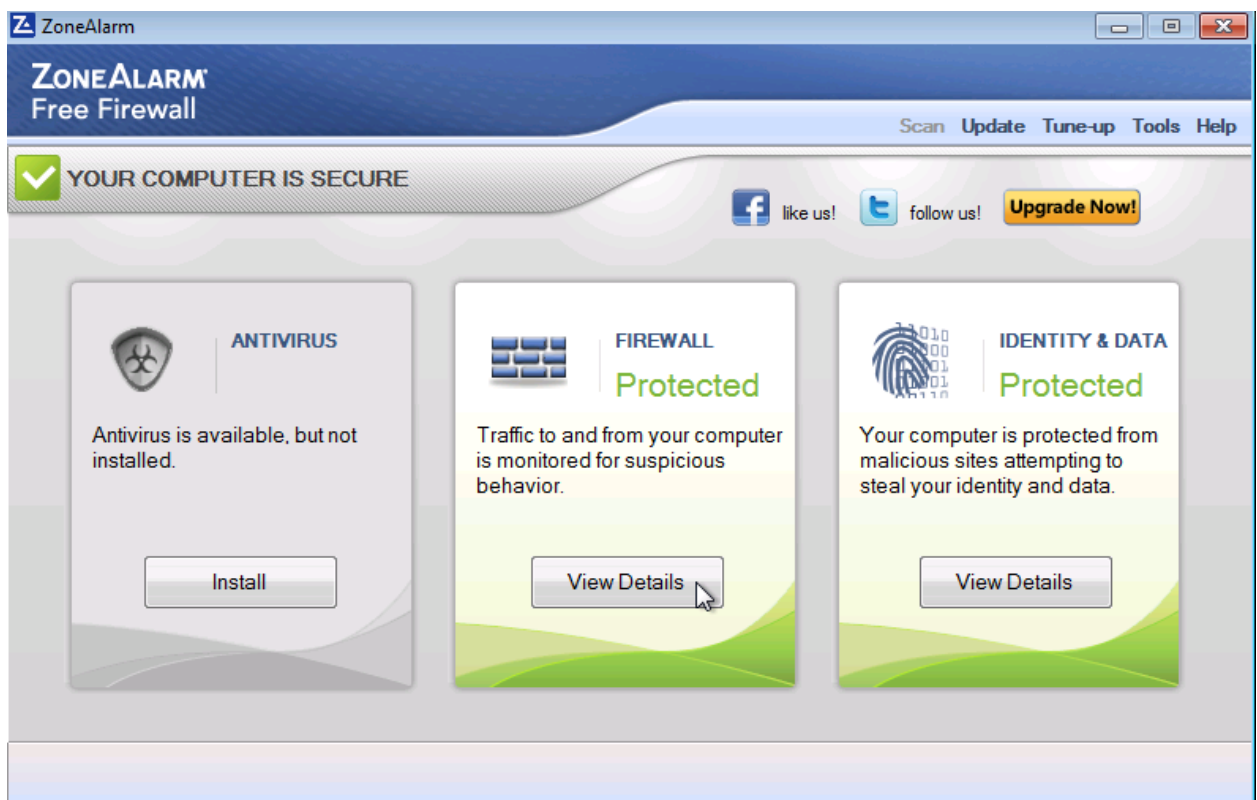 ZoneAlarm
ZONEALARM
Free Firewall
Scan Update Tune-up Tools Help
YOUR COMPUTER IS SECURE
like us! follow us! Upgrade Now!
ANTIVIRUS
Antivirus is available, but not
installed.
Install
FIREWALL
Protected
Traffic to and from your computer
is monitored for suspicious
behavior.
View Details
IDENTITY & DATA
Protected
Your computer is protected from
malicious sites attempting to
steal your identity and data.
View Details